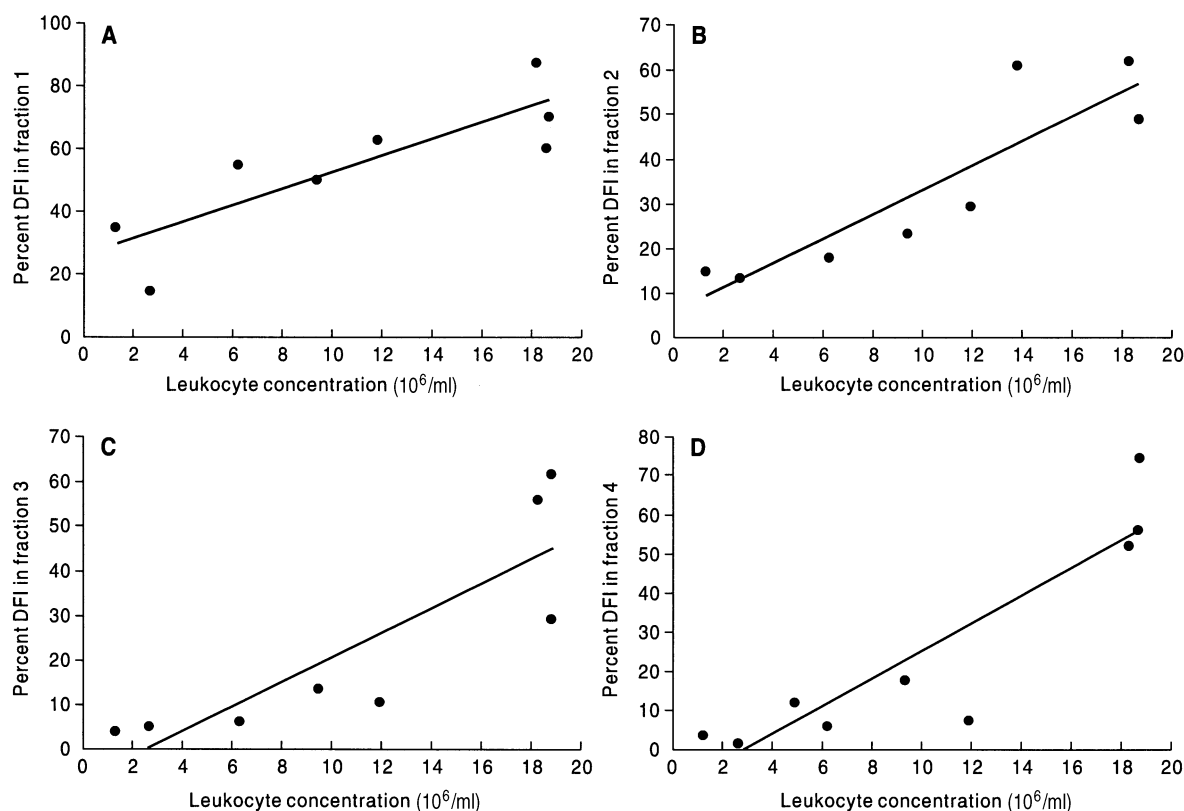 A
Percent DFI in fraction 1
100
80
60
40
20
0
0 2 4 6 8 10 12 14 16 18 20
Leukocyte concentration (10⁶/ml)
B
Percent DFI in fraction 2
70
60
50
40
30
20
10
0
0 2 4 6 8 10 12 14 16 18 20
Leukocyte concentration (10⁶/ml)
C
Percent DFI in fraction 3
70
60
50
40
30
20
10
0
0 2 4 6 8 10 12 14 16 18 20
Leukocyte concentration (10⁶/ml)
D
Percent DFI in fraction 4
80
70
60
50
40
30
20
10
0
0 2 4 6 8 10 12 14 16 18 20
Leukocyte concentration (10⁶/ml)